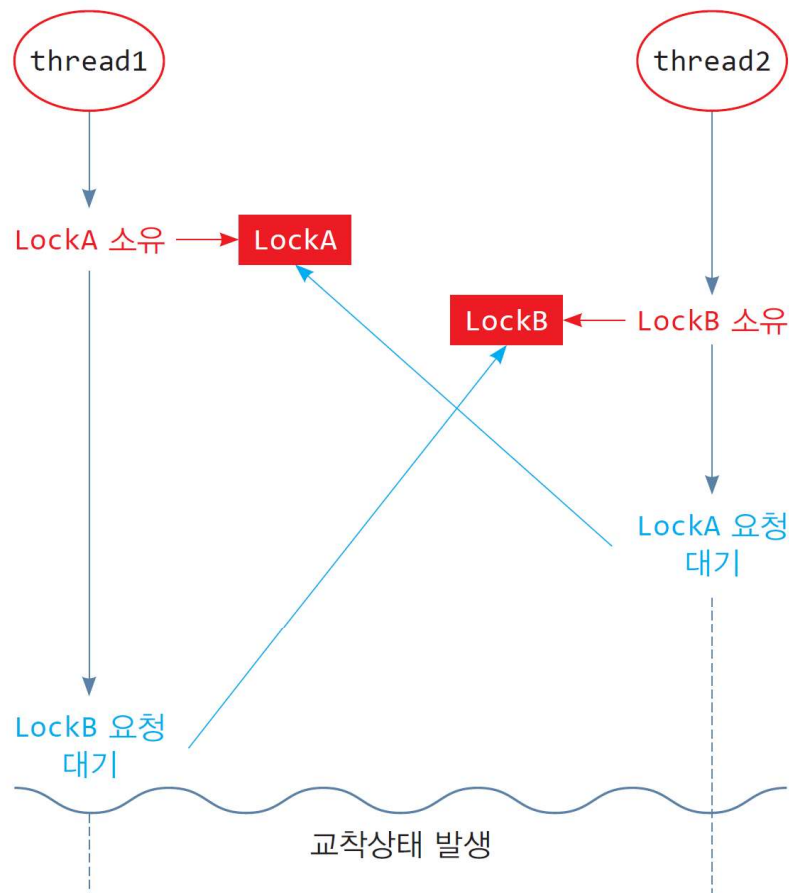 thread1
thread2
LockA 소유
LockA
LockB
LockB 소유
LockA 요청
대기
LockB 요청
대기
교착상태 발생